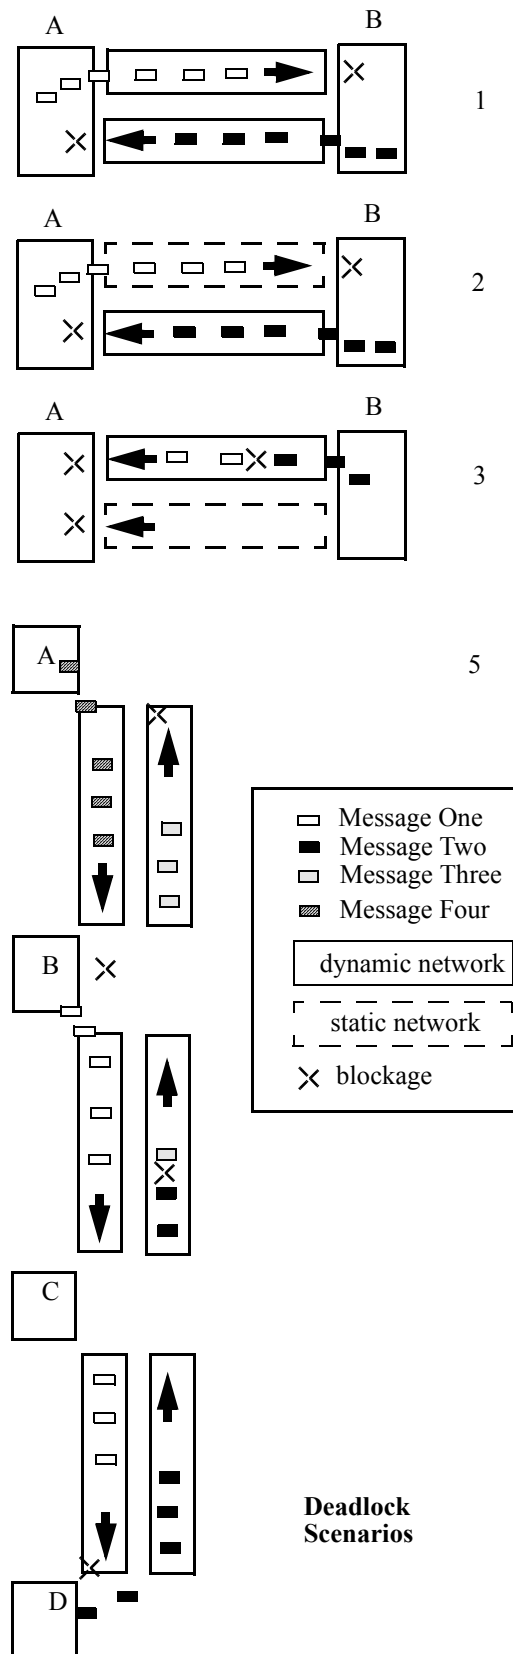 A
B
1
A
B
2
A
B
3
A
5
Message One
Message Two
Message Three
Message Four
B
dynamic network
static network
blockage
C
Deadlock
Scenarios
D